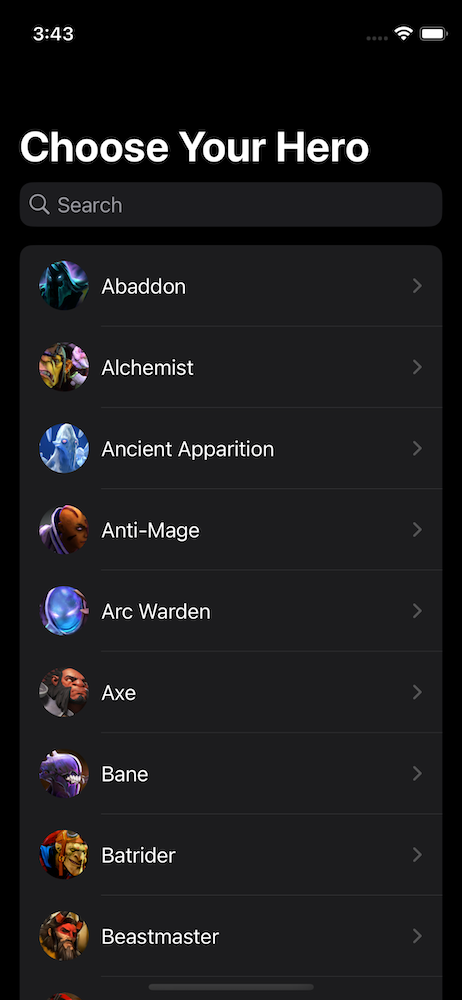 3:43
Choose Your Hero
Search
Abaddon
Alchemist
Ancient Apparition
Anti-Mage
Arc Warden
Axe
Bane
Batrider
Beastmaster